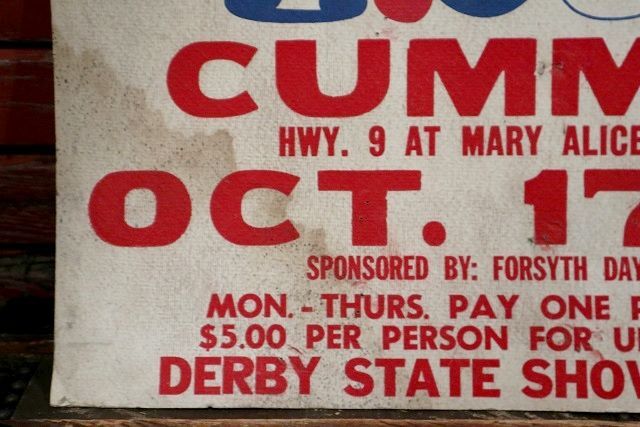 CUMM
HWY. 9 AT MARY ALICE
OCT. 17
SPONSORED BY: FORSYTH DAY
MON. - THURS. PAY ONE
$5.00 PER PERSON FOR U
DERBY STATE SHOW